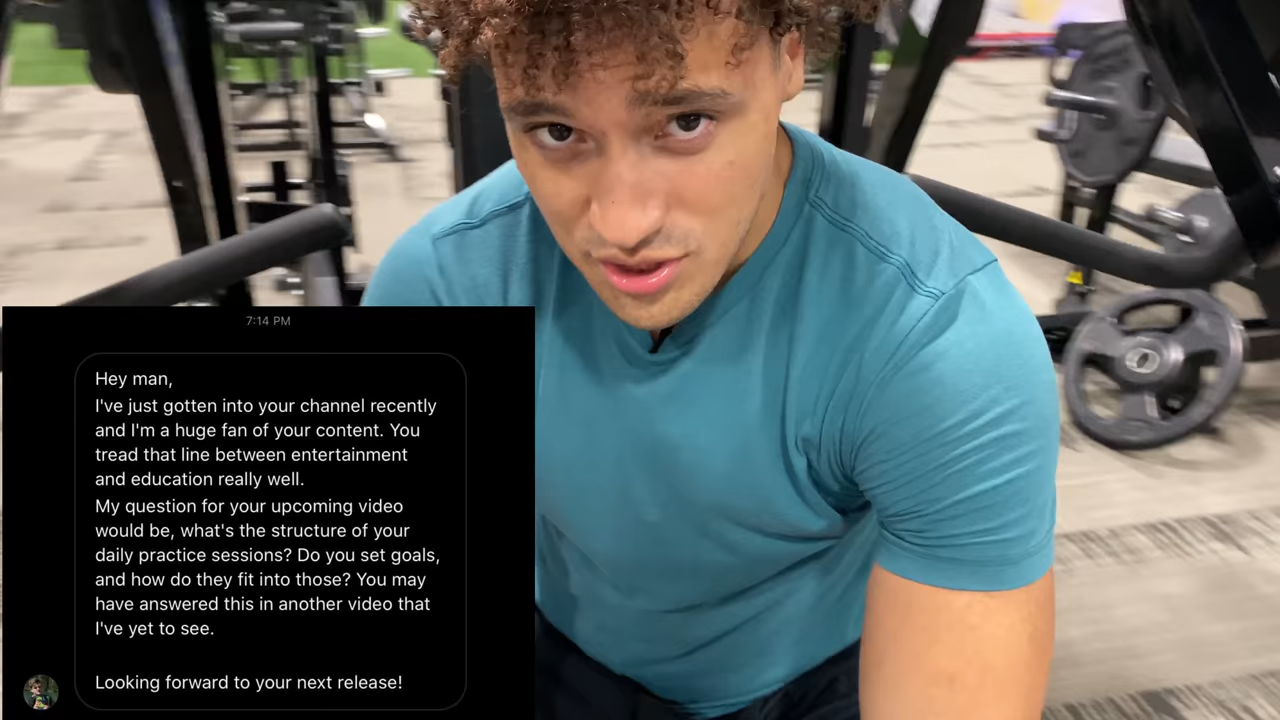 7:14 PM
Hey man,
I've just gotten into your channel recently
and I'm a huge fan of your content. You
tread that line between entertainment
and education really well.
My question for your upcoming video
would be, what's the structure of your
daily practice sessions? Do you set goals,
and how do they fit into those? You may
have answered this in another video that
I've yet to see.
Looking forward to your next release!